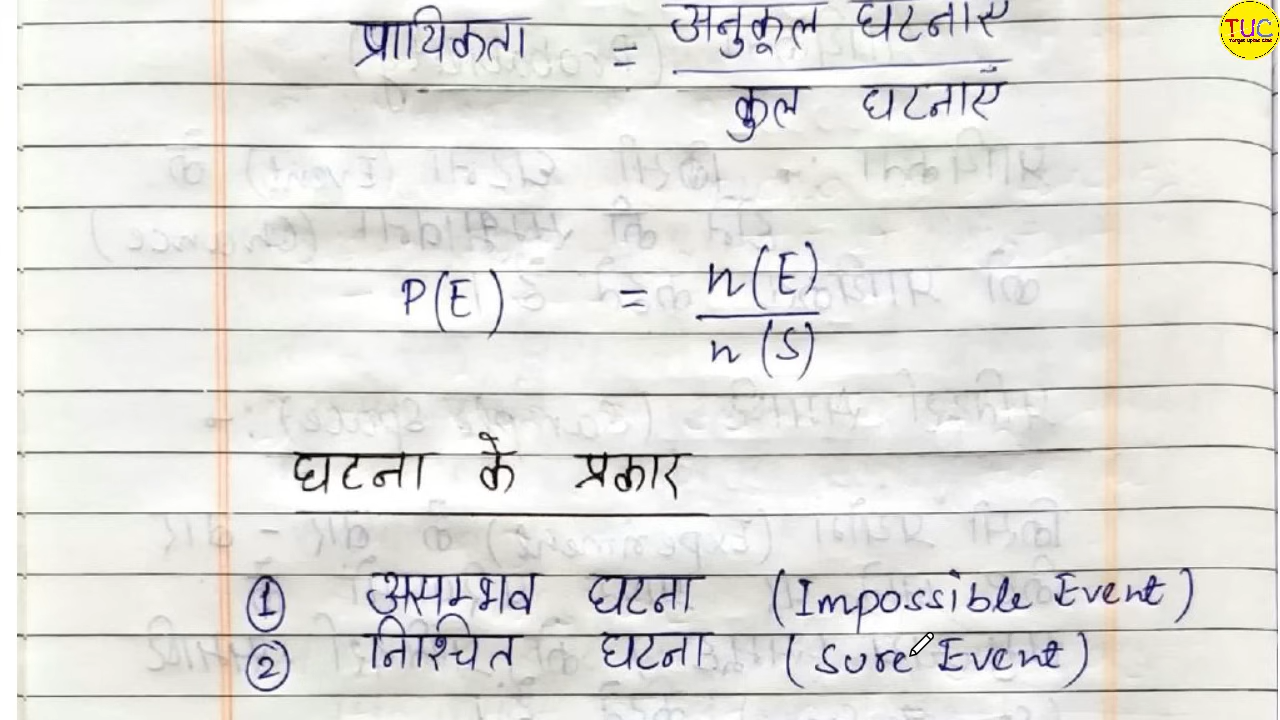 प्रायिकता = अनुकूल घटनाएँ / कुल घटनाएँ
P(E) = n(E) / n(S)
घटना के प्रकार
① असम्भव घटना (Impossible Event)
② निश्चित घटना (Sure Event)
TUC